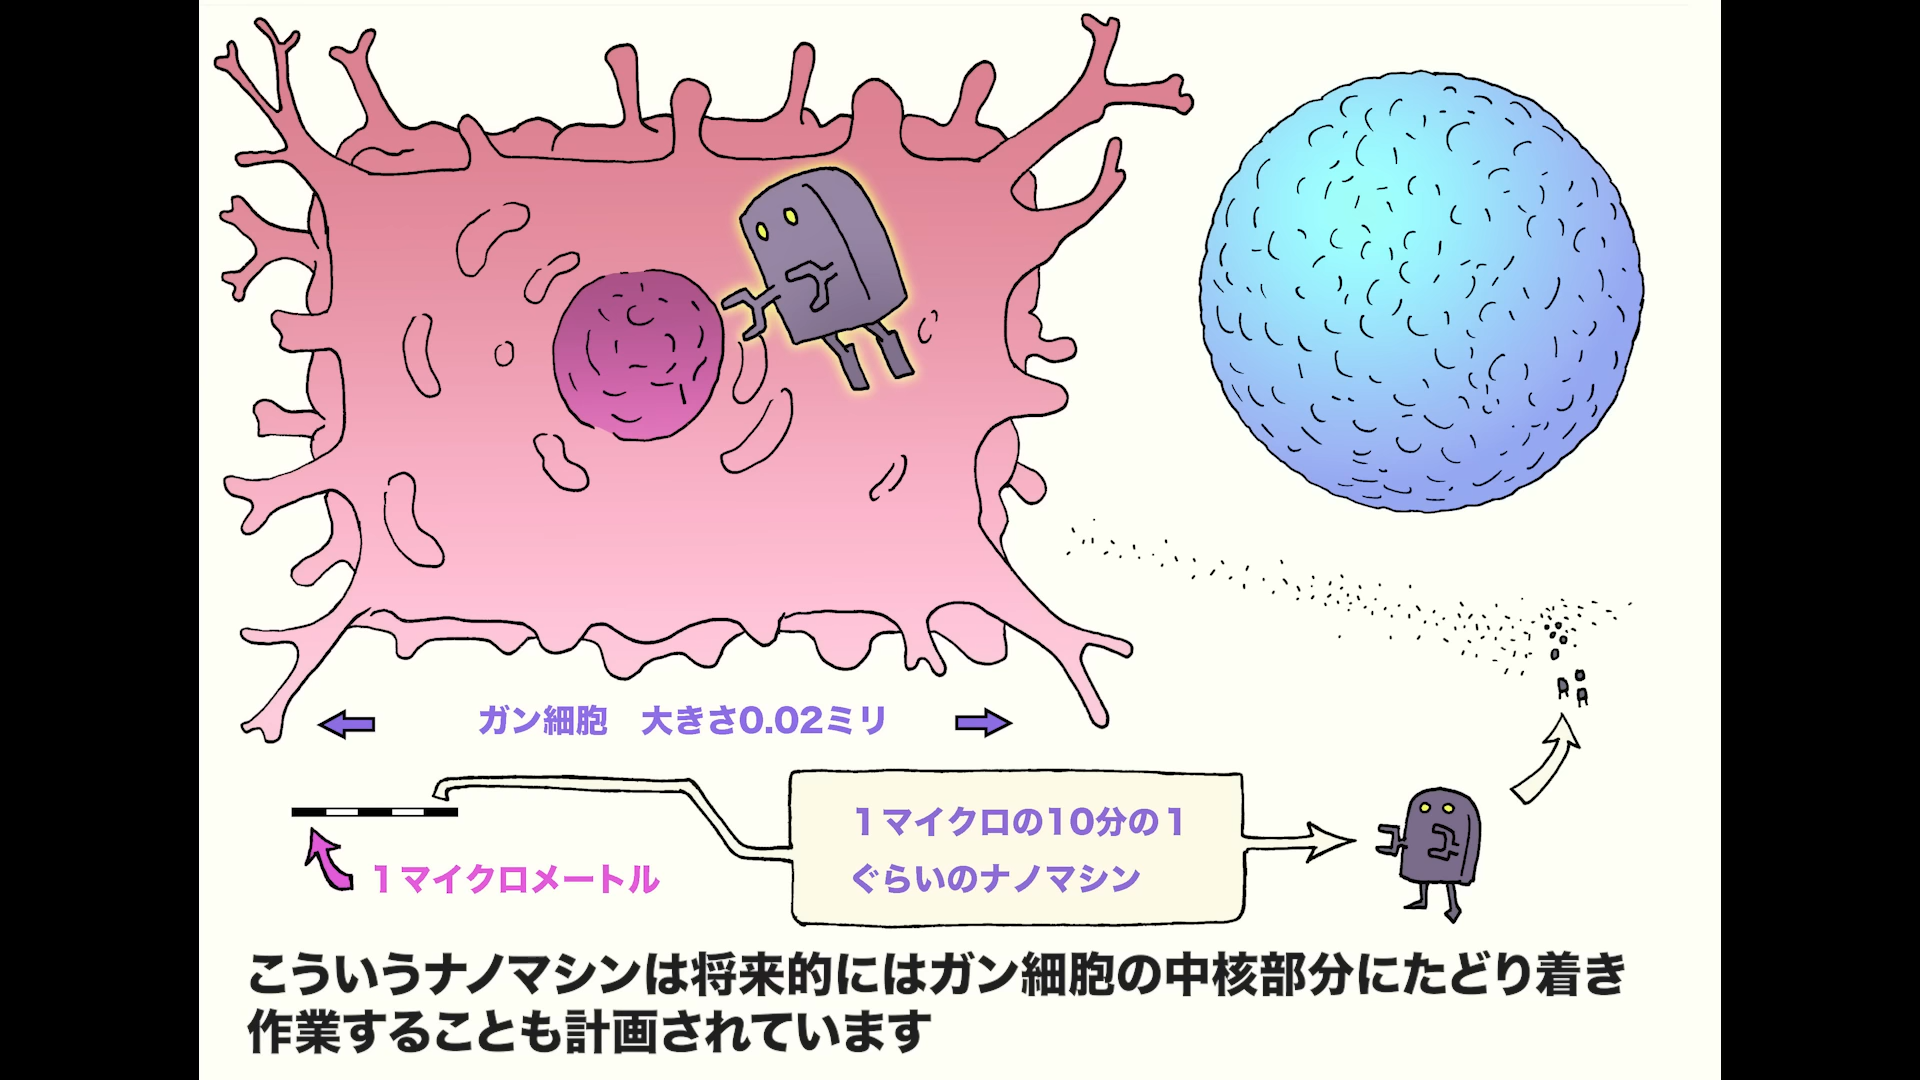 ガン細胞　大きさ0.02ミリ
１マイクロの10分の１
ぐらいのナノマシン
１マイクロメートル
こういうナノマシンは将来的にはガン細胞の中核部分にたどり着き
作業することも計画されています